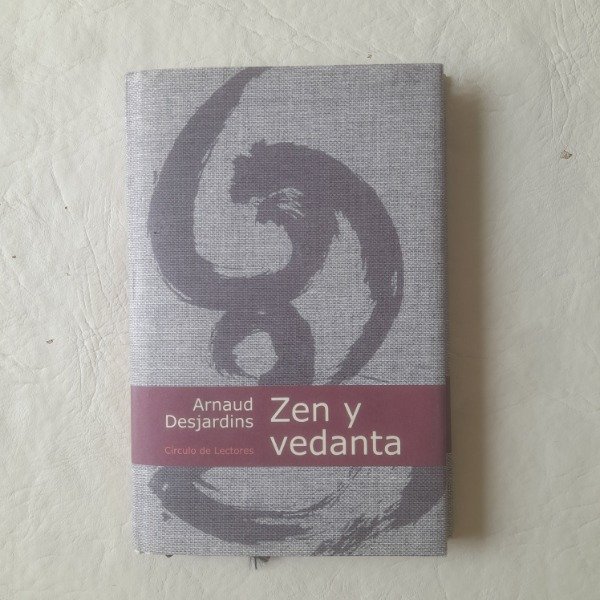 Arnaud
Desjardins
Círculo de Lectores
Zen y
vedanta